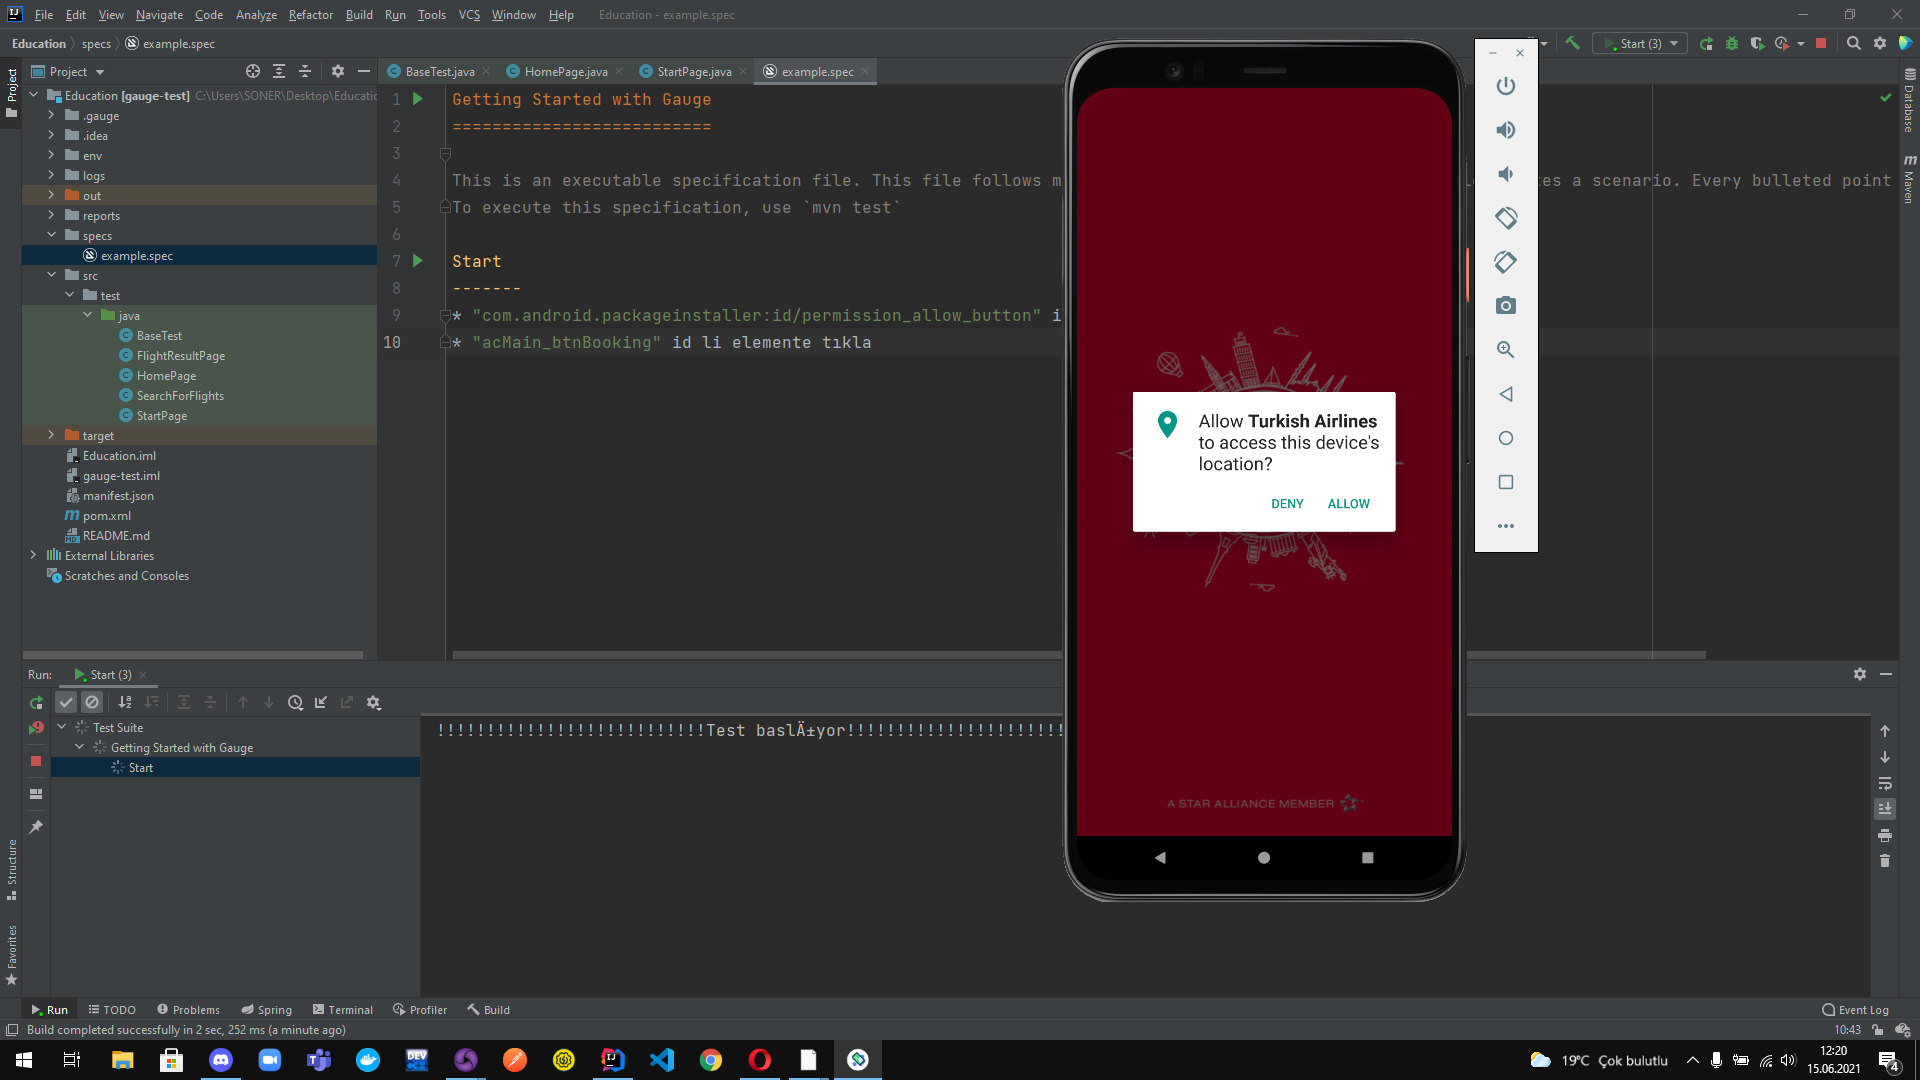 File Edit View Navigate Code Analyze Refactor Build Run Tools VCS Window Help Education - example.spec
Education specs example.spec
Start (3)
Project
BaseTest.java HomePage.java StartPage.java example.spec
Education [gauge-test] C:\Users\SONER\Desktop\Educatio
.gauge
.idea
env
logs
out
reports
specs
example.spec
src
test
java
BaseTest
FlightResultPage
HomePage
SearchForFlights
StartPage
target
Education.iml
gauge-test.iml
manifest.json
pom.xml
README.md
External Libraries
Scratches and Consoles
1 Getting Started with Gauge
2 ==========================
3
4 This is an executable specification file. This file follows m es a scenario. Every bulleted point
5 To execute this specification, use `mvn test`
6
7 Start
8 -------
9 * "com.android.packageinstaller:id/permission_allow_button" i
10 * "acMain_btnBooking" id li elemente tıkla
Project
Structure
Favorites
Database
Maven
Allow Turkish Airlines
to access this device's
location?
DENY ALLOW
A STAR ALLIANCE MEMBER
Run: Start (3)
Test Suite
Getting Started with Gauge
Start
!!!!!!!!!!!!!!!!!!!!!!!!!!!Test baslÄ±yor!!!!!!!!!!!!!!!!!!!!!!
Run TODO Problems Spring Terminal Profiler Build Event Log
Build completed successfully in 2 sec, 252 ms (a minute ago) 10:43
19°C Çok bulutlu
12:20
15.06.2021
4